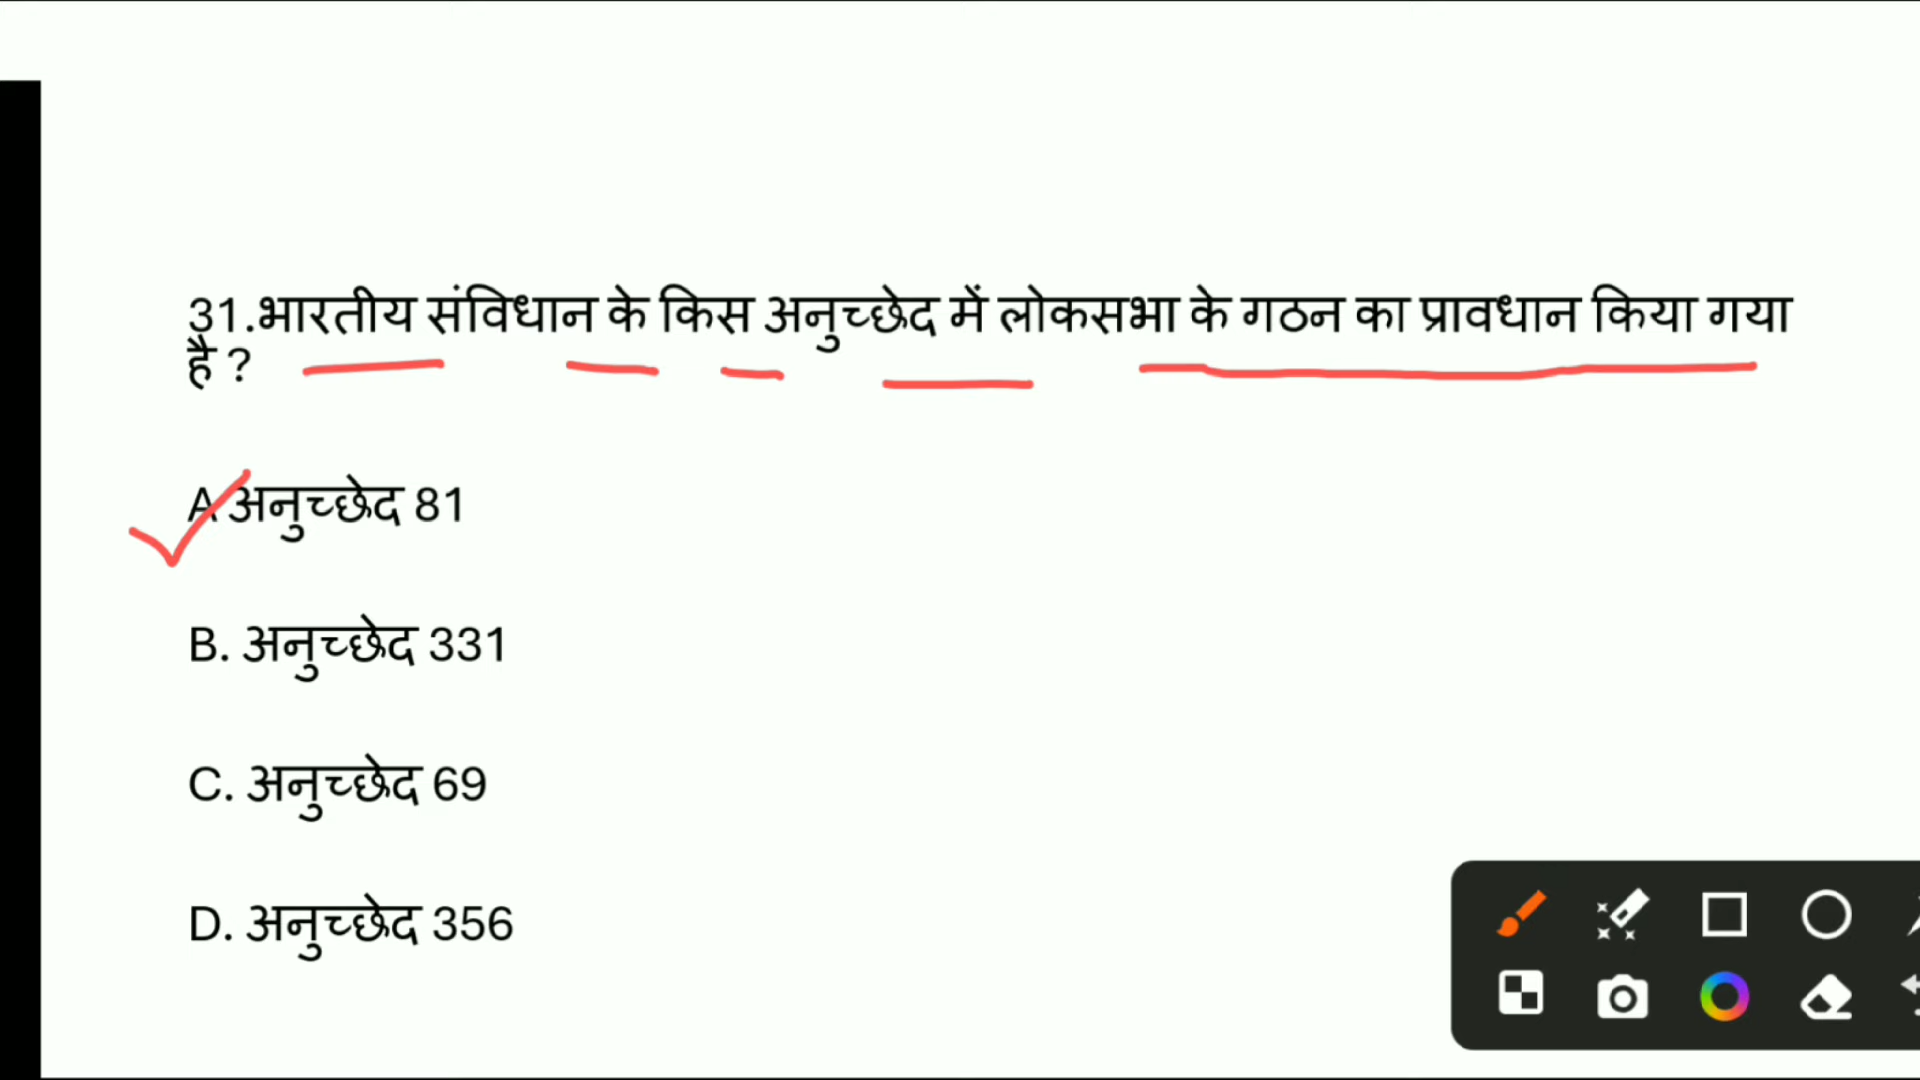 31.भारतीय संविधान के किस अनुच्छेद में लोकसभा के गठन का प्रावधान किया गया
है ?
A अनुच्छेद 81
B. अनुच्छेद 331
C. अनुच्छेद 69
D. अनुच्छेद 356